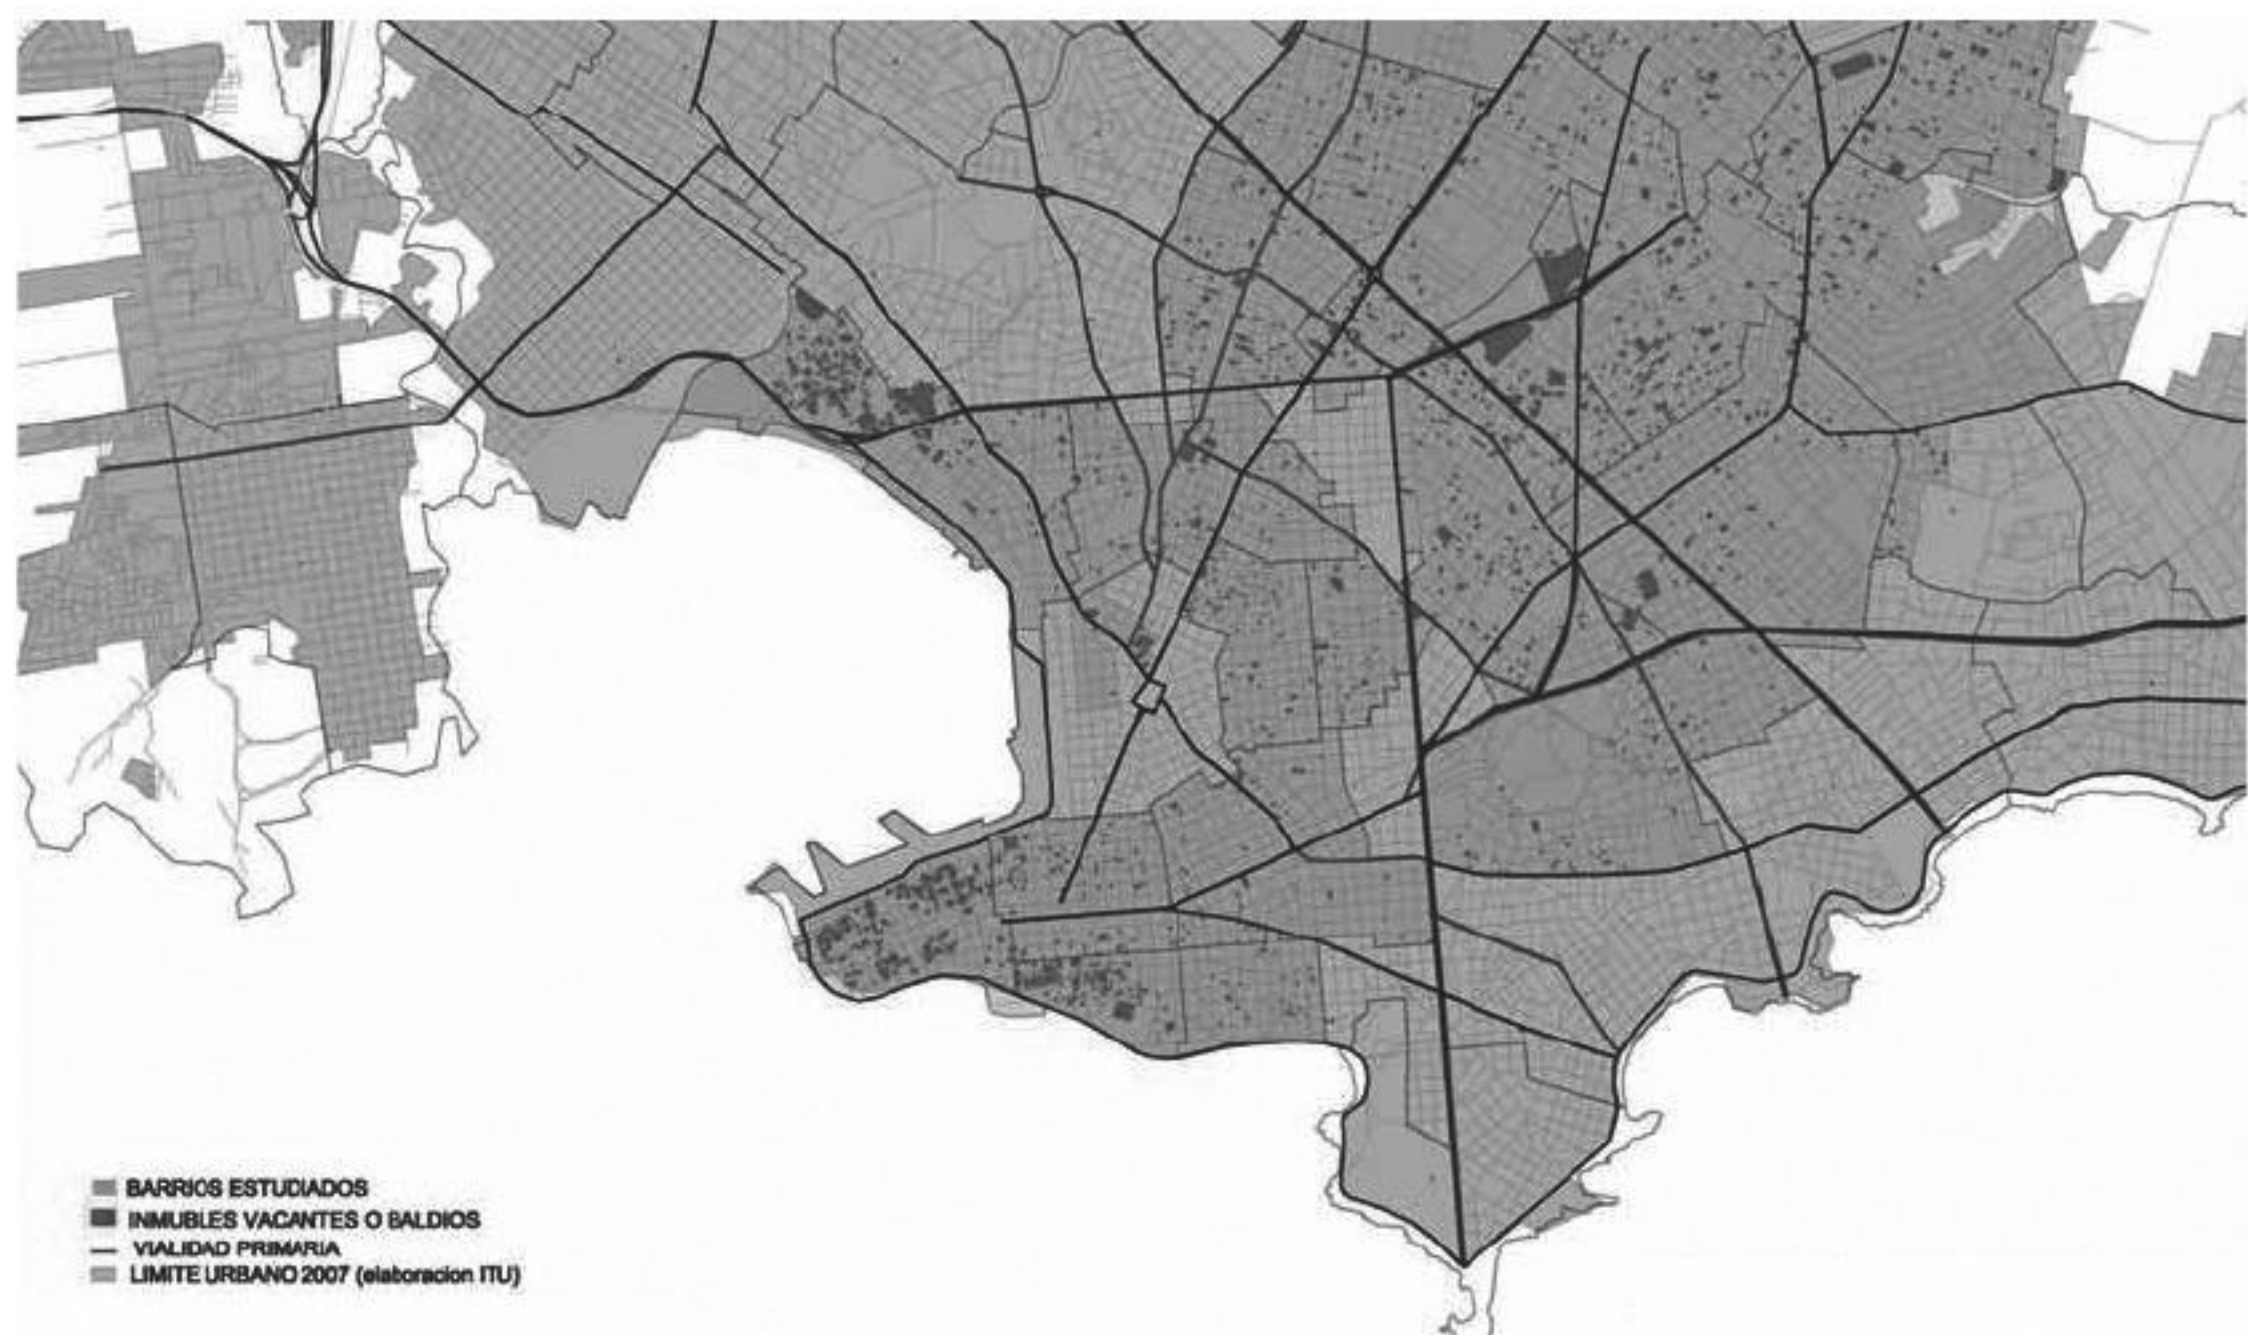 BARRIOS ESTUDIADOS
INMUBLES VACANTES O BALDIOS
VIALIDAD PRIMARIA
LIMITE URBANO 2007 (elaboracion ITU)